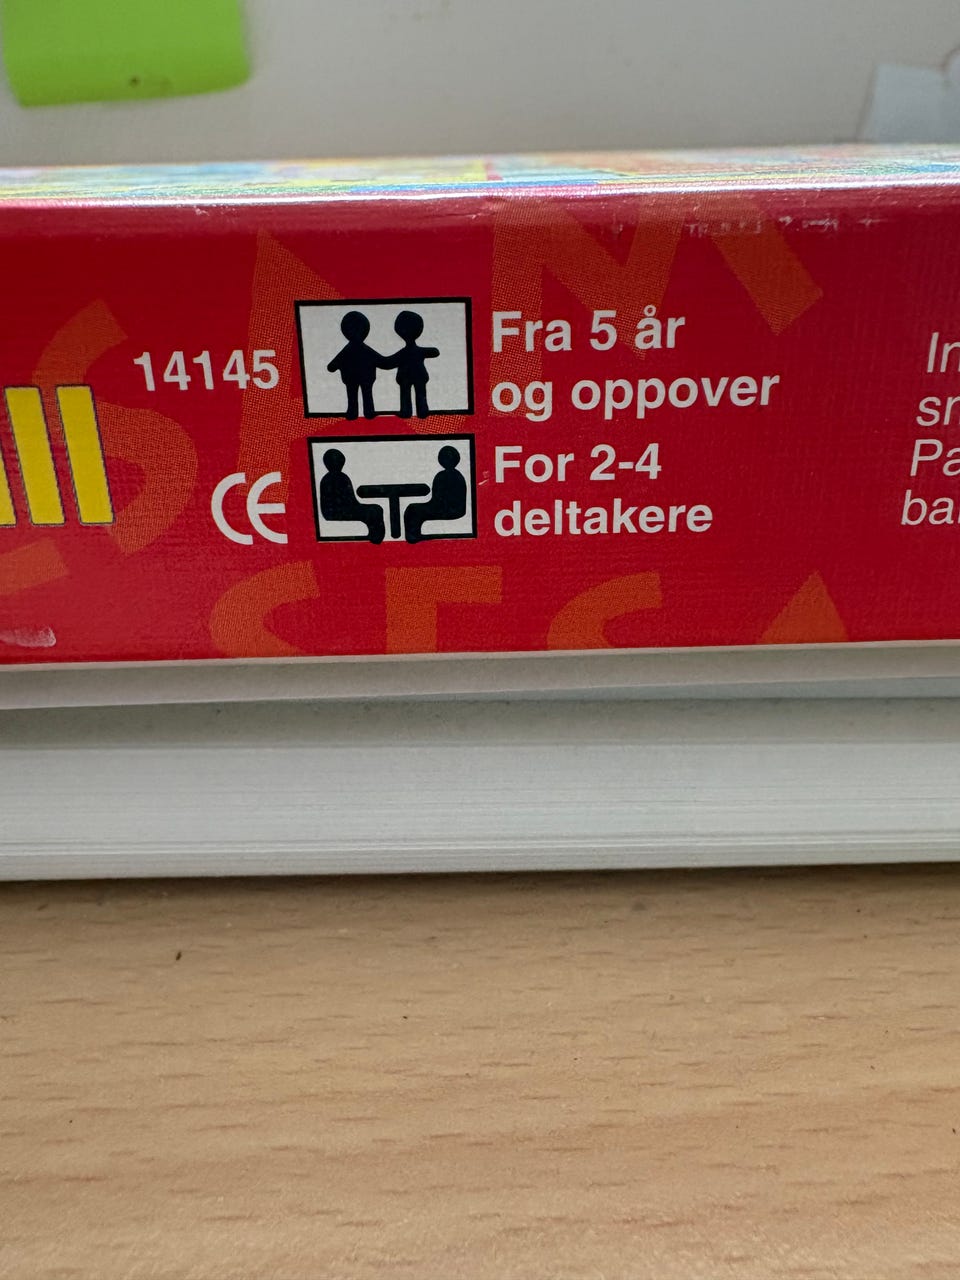 14145
Fra 5 år
og oppover
CE
For 2-4
deltakere